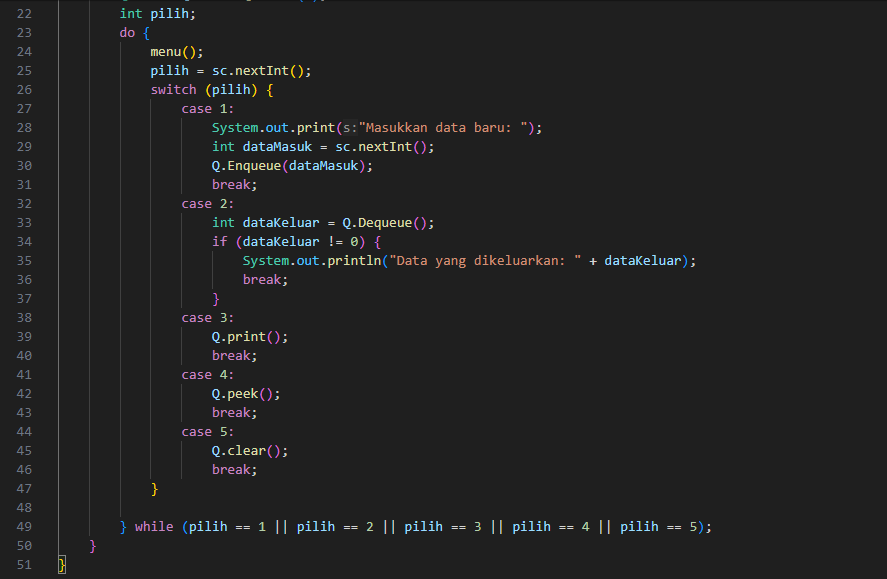 22 int pilih;
23 do {
24 menu();
25 pilih = sc.nextInt();
26 switch (pilih) {
27 case 1:
28 System.out.print(s:"Masukkan data baru: ");
29 int dataMasuk = sc.nextInt();
30 Q.Enqueue(dataMasuk);
31 break;
32 case 2:
33 int dataKeluar = Q.Dequeue();
34 if (dataKeluar != 0) {
35 System.out.println("Data yang dikeluarkan: " + dataKeluar);
36 break;
37 }
38 case 3:
39 Q.print();
40 break;
41 case 4:
42 Q.peek();
43 break;
44 case 5:
45 Q.clear();
46 break;
47 }
48
49 } while (pilih == 1 || pilih == 2 || pilih == 3 || pilih == 4 || pilih == 5);
50 }
51 }